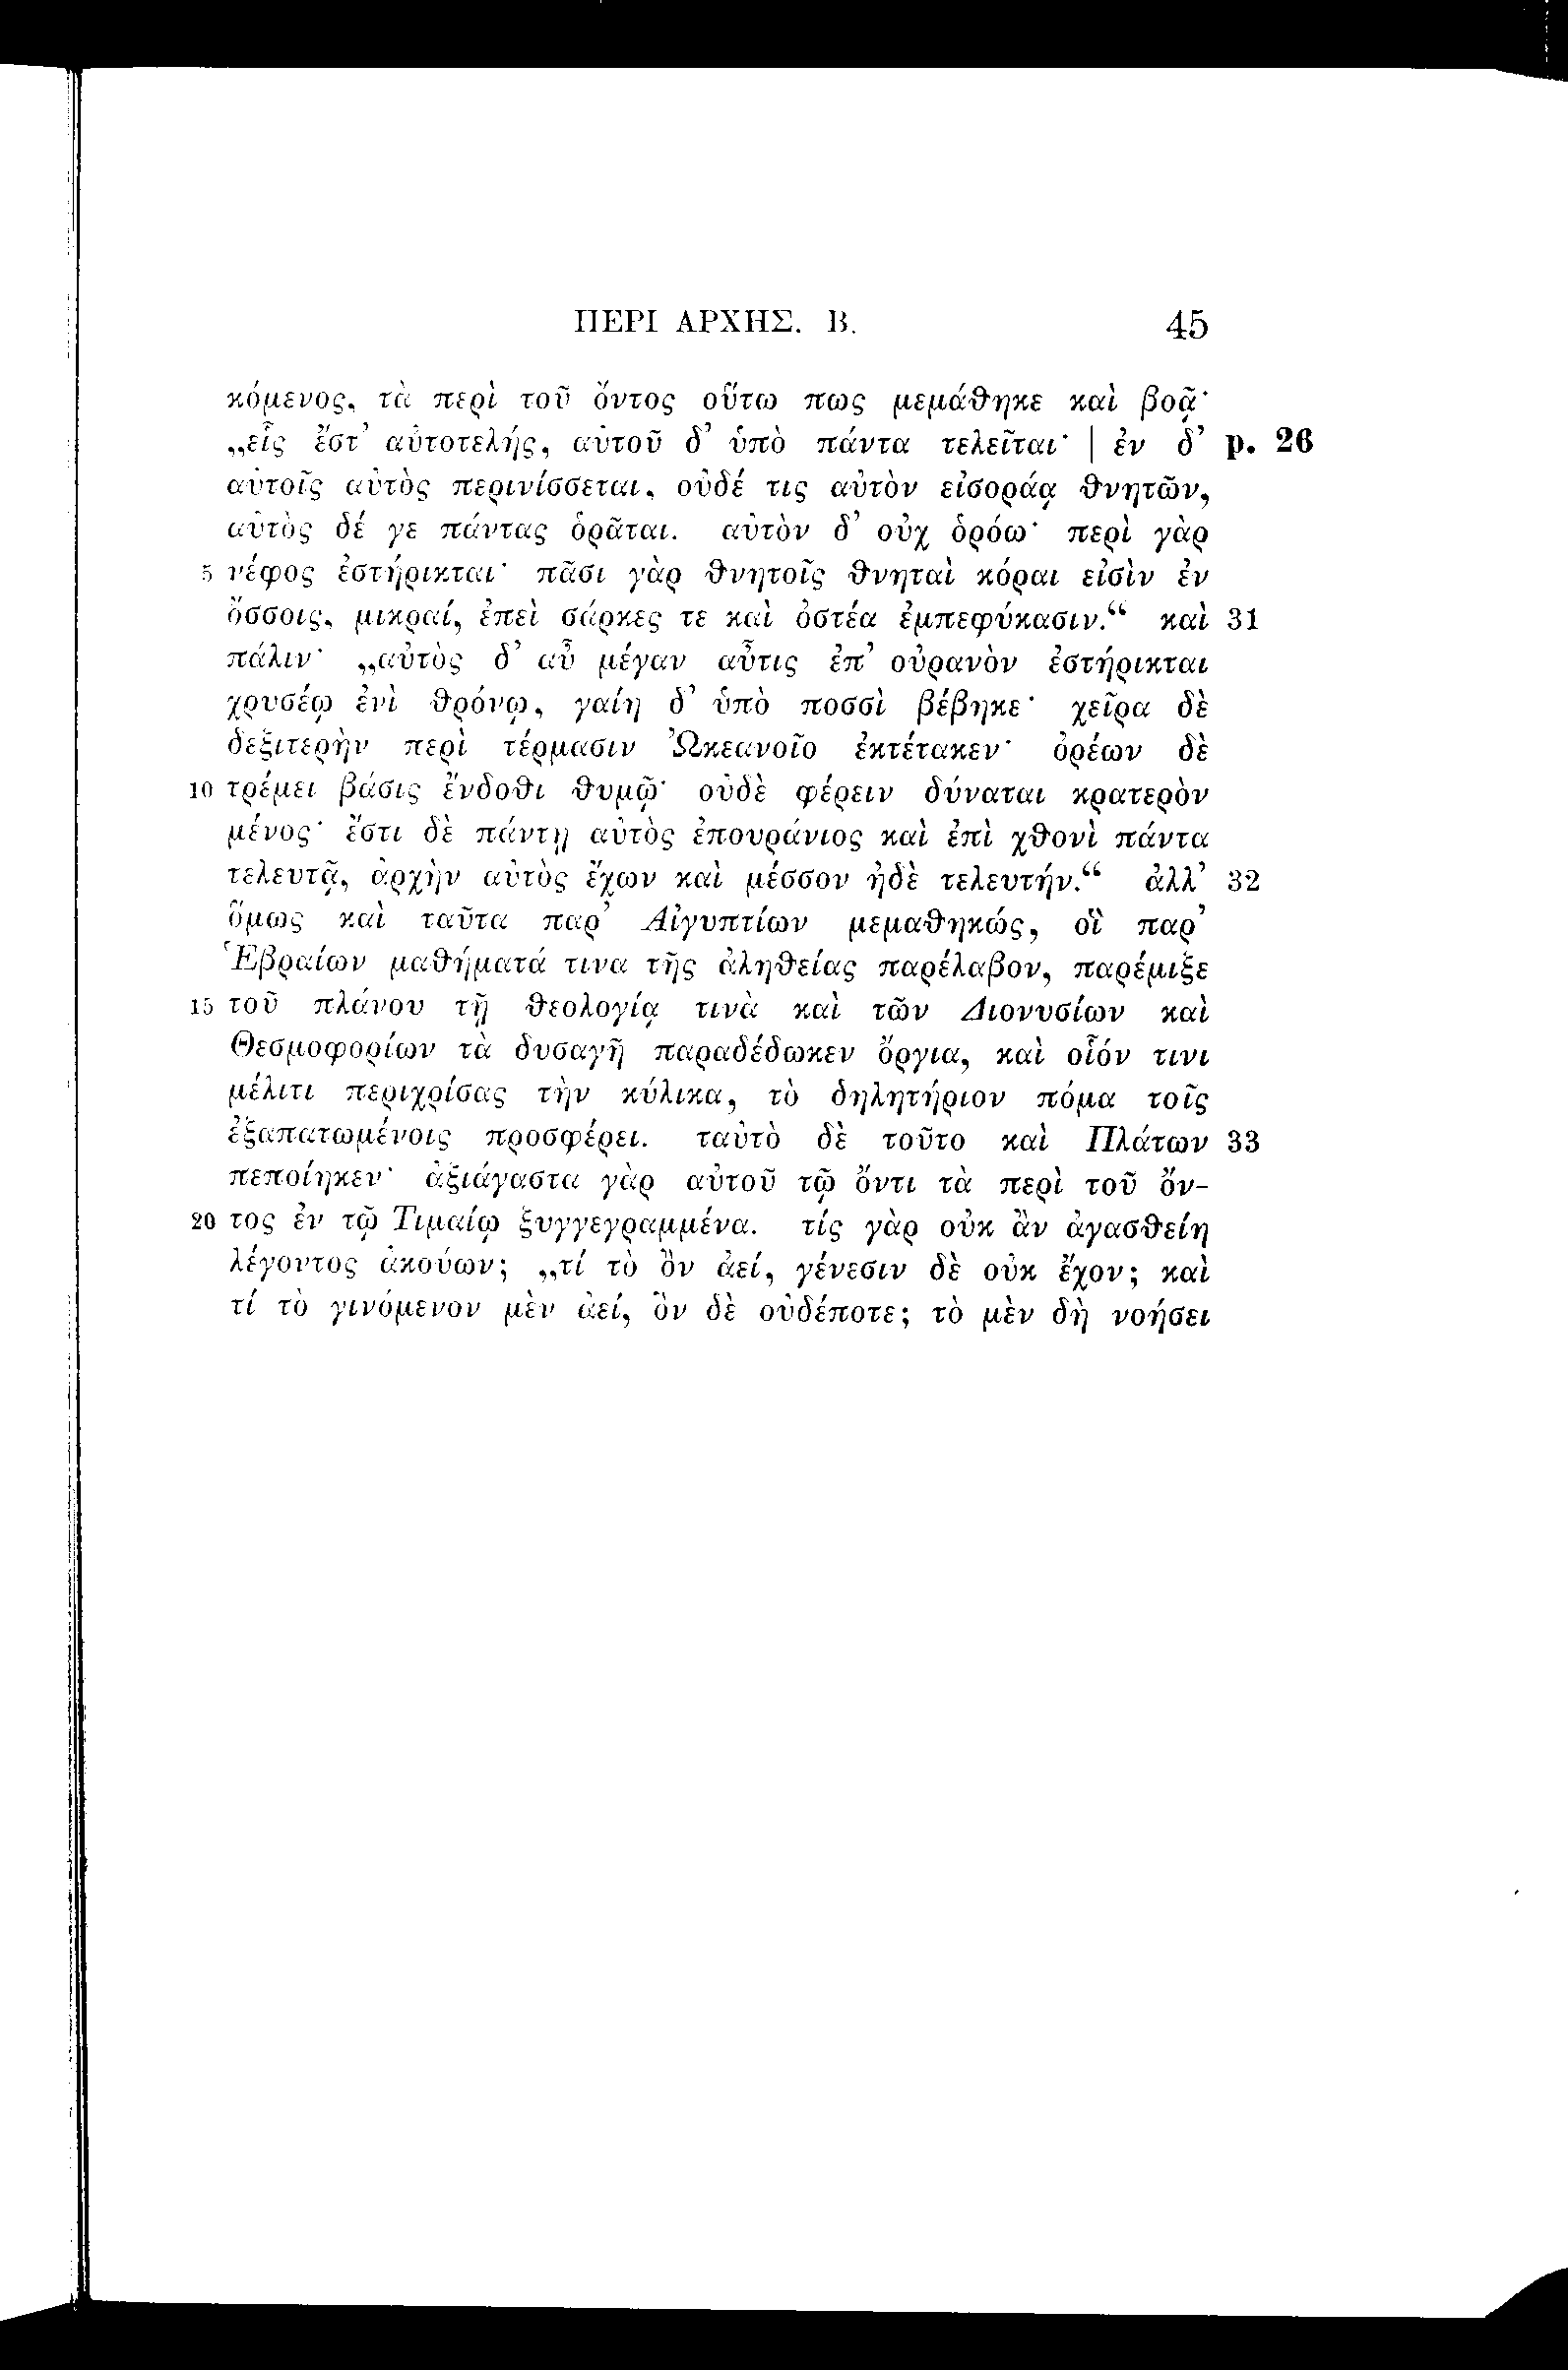 ΠΕΡΙ ΑΡΧΗΣ. Β. 45
κόμενος, τὰ περὶ τοῦ ὄντος οὕτω πως μεμάθηκε καὶ βοᾷ·
„εἷς ἔστ’ αὐτοτελής, αὐτοῦ δ’ ὑπὸ πάντα τελεῖται· | ἐν δ’ p. 26
αὐτοῖς αὐτὸς περινίσσεται, οὐδέ τις αὐτὸν εἰσοράᾳ θνητῶν,
αὐτὸς δέ γε πάντας ὁρᾶται. αὐτὸν δ’ οὐχ ὁρόω· περὶ γὰρ
5 νέφος ἐστήρικται· πᾶσι γὰρ θνητοῖς θνηταὶ κόραι εἰσὶν ἐν
ὄσσοις, μικραί, ἐπεὶ σάρκες τε καὶ ὀστέα ἐμπεφύκασιν.“ καὶ 31
πάλιν· „αὐτὸς δ’ αὖ μέγαν αὖτις ἐπ’ οὐρανὸν ἐστήρικται
χρυσέῳ ἐνὶ θρόνῳ, γαίη δ’ ὑπὸ ποσσὶ βέβηκε· χεῖρα δὲ
δεξιτερὴν περὶ τέρμασιν Ὠκεανοῖο ἐκτέτακεν· ὀρέων δὲ
10 τρέμει βάσις ἔνδοθι θυμῷ· οὐδὲ φέρειν δύναται κρατερὸν
μένος· ἔστι δὲ πάντῃ αὐτὸς ἐπουράνιος καὶ ἐπὶ χθονὶ πάντα
τελευτᾷ, ἀρχὴν αὐτὸς ἔχων καὶ μέσσον ἠδὲ τελευτήν.“ ἀλλ’ 32
ὅμως καὶ ταῦτα παρ’ Αἰγυπτίων μεμαθηκώς, οἳ παρ’
Ἑβραίων μαθήματά τινα τῆς ἀληθείας παρέλαβον, παρέμιξε
15 τοῦ πλάνου τῇ θεολογίᾳ τινὰ καὶ τῶν Διονυσίων καὶ
Θεσμοφορίων τὰ δυσαγῆ παραδέδωκεν ὄργια, καὶ οἷόν τινι
μέλιτι περιχρίσας τὴν κύλικα, τὸ δηλητήριον πόμα τοῖς
ἐξαπατωμένοις προσφέρει. ταὐτὸ δὲ τοῦτο καὶ Πλάτων 33
πεποίηκεν· ἀξιάγαστα γὰρ αὐτοῦ τῷ ὄντι τὰ περὶ τοῦ ὄν-
20 τος ἐν τῷ Τιμαίῳ ξυγγεγραμμένα. τίς γὰρ οὐκ ἂν ἀγασθείη
λέγοντος ἀκούων; „τί τὸ ὂν ἀεί, γένεσιν δὲ οὐκ ἔχον; καὶ
τί τὸ γινόμενον μὲν ἀεί, ὂν δὲ οὐδέποτε; τὸ μὲν δὴ νοήσει